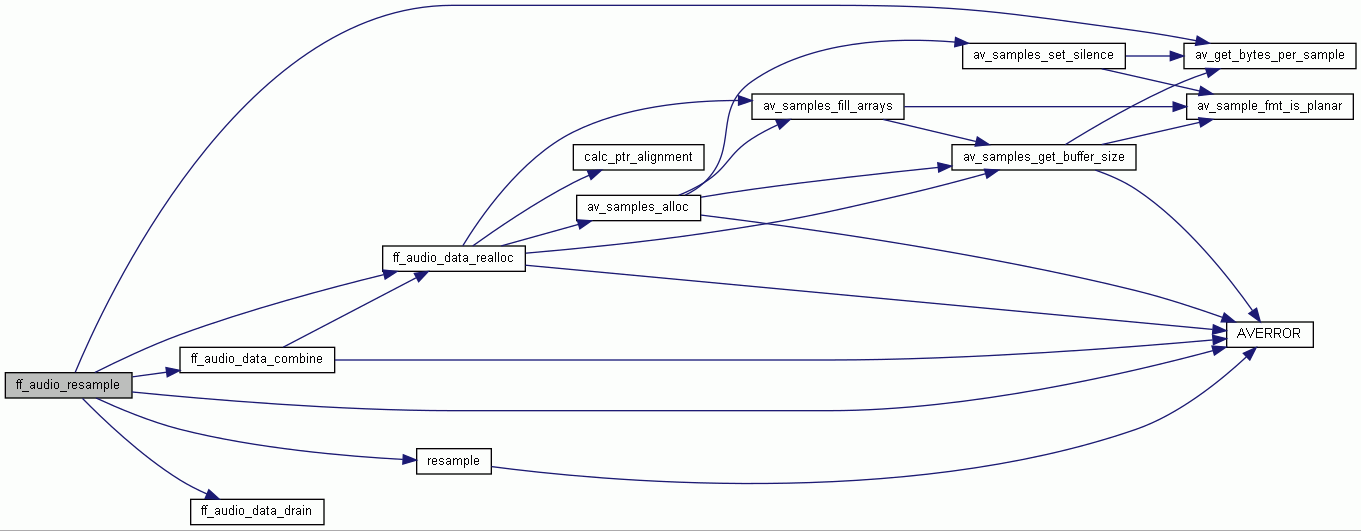 av_samples_set_silence
av_get_bytes_per_sample
av_samples_fill_arrays
av_sample_fmt_is_planar
calc_ptr_alignment
av_samples_get_buffer_size
av_samples_alloc
ff_audio_data_realloc
AVERROR
ff_audio_data_combine
ff_audio_resample
resample
ff_audio_data_drain